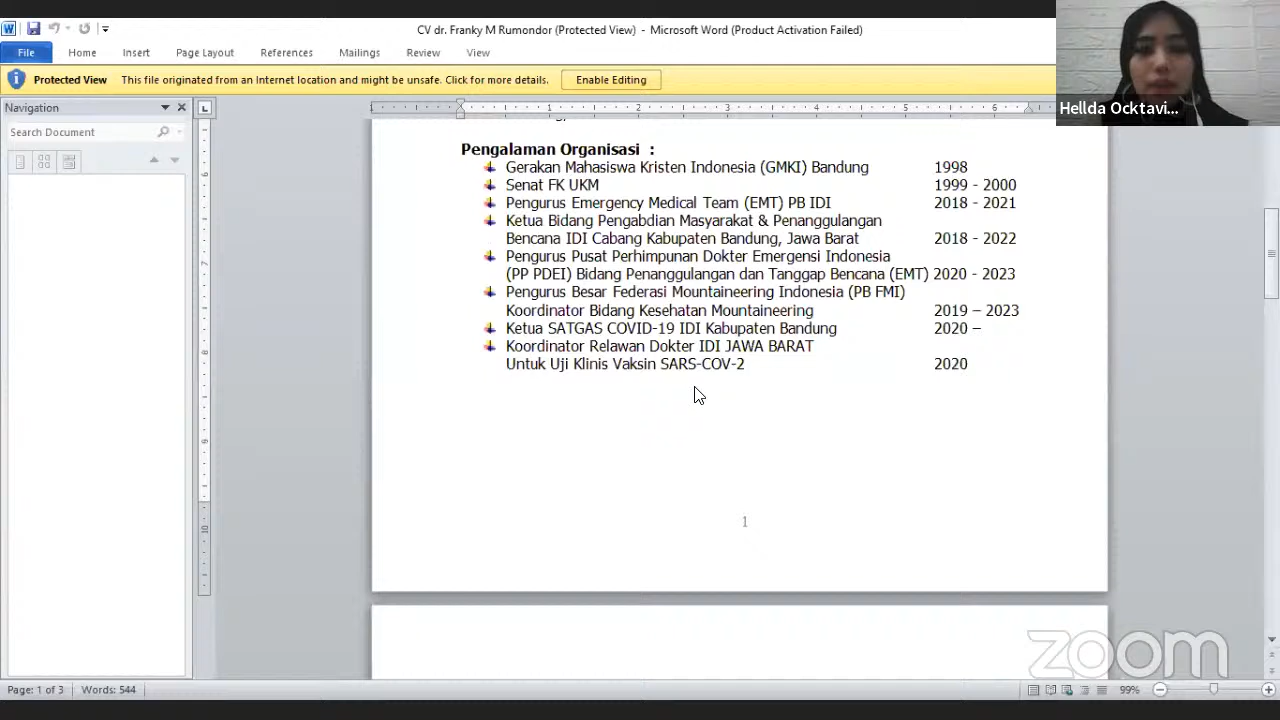 CV dr. Franky M Rumondor (Protected View) - Microsoft Word (Product Activation Failed)
File Home Insert Page Layout References Mailings Review View
Protected View This file originated from an Internet location and might be unsafe. Click for more details. Enable Editing
Hellda Ocktavi...
Navigation
Search Document
Pengalaman Organisasi :
Gerakan Mahasiswa Kristen Indonesia (GMKI) Bandung 1998
Senat FK UKM 1999 - 2000
Pengurus Emergency Medical Team (EMT) PB IDI 2018 - 2021
Ketua Bidang Pengabdian Masyarakat & Penanggulangan
Bencana IDI Cabang Kabupaten Bandung, Jawa Barat 2018 - 2022
Pengurus Pusat Perhimpunan Dokter Emergensi Indonesia
(PP PDEI) Bidang Penanggulangan dan Tanggap Bencana (EMT) 2020 - 2023
Pengurus Besar Federasi Mountaineering Indonesia (PB FMI)
Koordinator Bidang Kesehatan Mountaineering 2019 – 2023
Ketua SATGAS COVID-19 IDI Kabupaten Bandung 2020 –
Koordinator Relawan Dokter IDI JAWA BARAT
Untuk Uji Klinis Vaksin SARS-COV-2 2020
1
zoom
Page: 1 of 3 Words: 544 99%